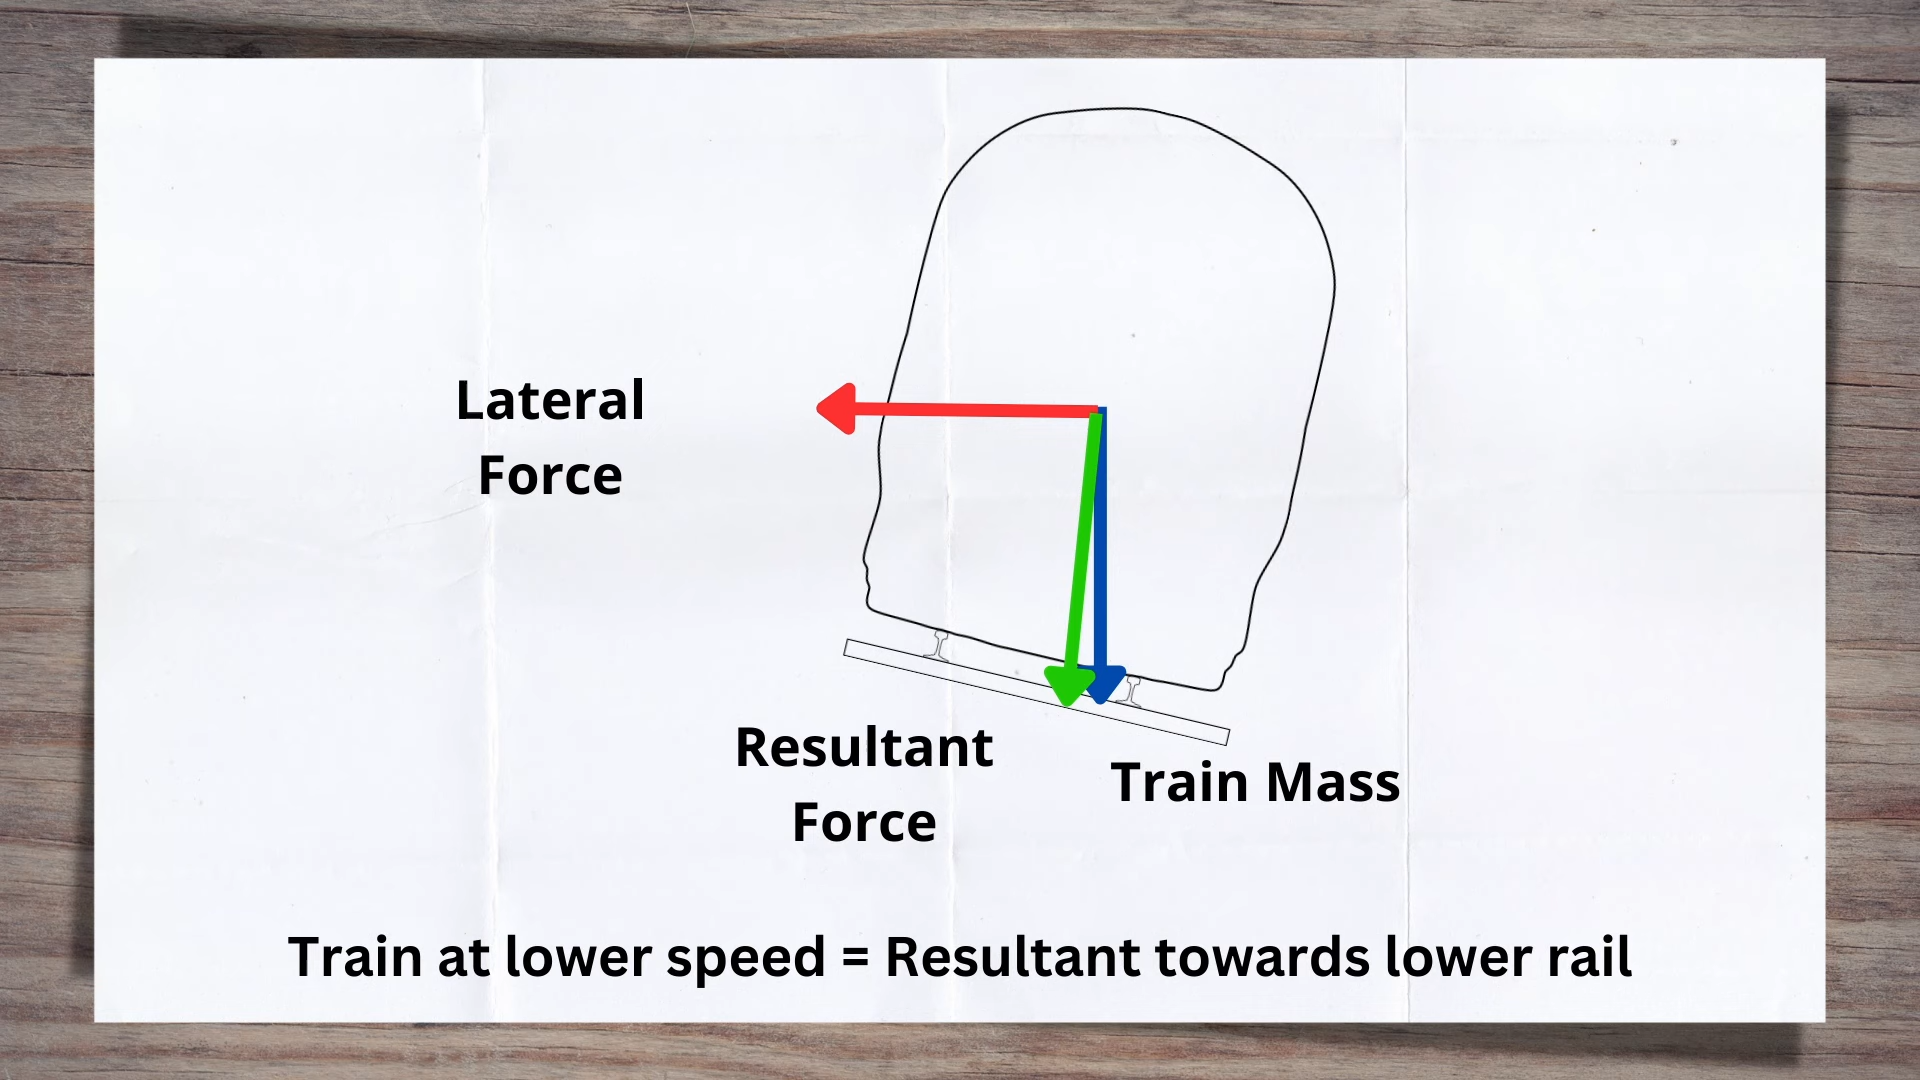 Lateral
Force
Resultant
Force
Train Mass
Train at lower speed = Resultant towards lower rail